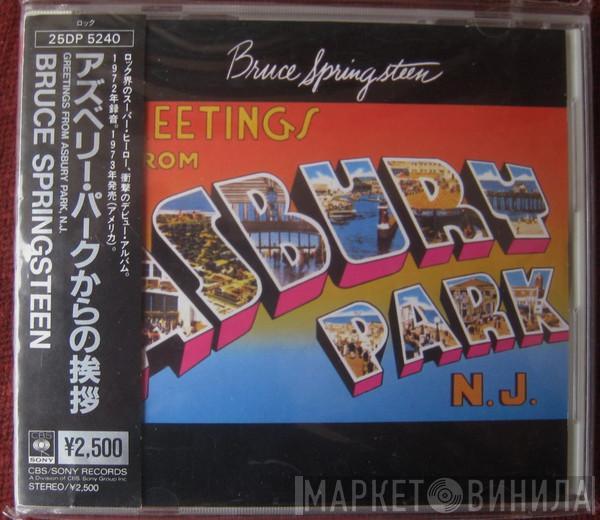 ロック
25DP 5240
アズベリー・パークからの挨拶
GREETINGS FROM ASBURY PARK, N.J.
BRUCE SPRINGSTEEN
ロック界のスーパー・ヒーロー、衝撃のデビュー・アルバム。
1972年録音。1973年発売(アメリカ)。
CBS
SONY
¥2,500
CBS/SONY RECORDS
A Division of CBS/Sony Group Inc
STEREO/¥2,500
Bruce Springsteen
EETINGS
ROM
ASBURY
PARK
N.J.
МАРКЕТ ВИНИЛА